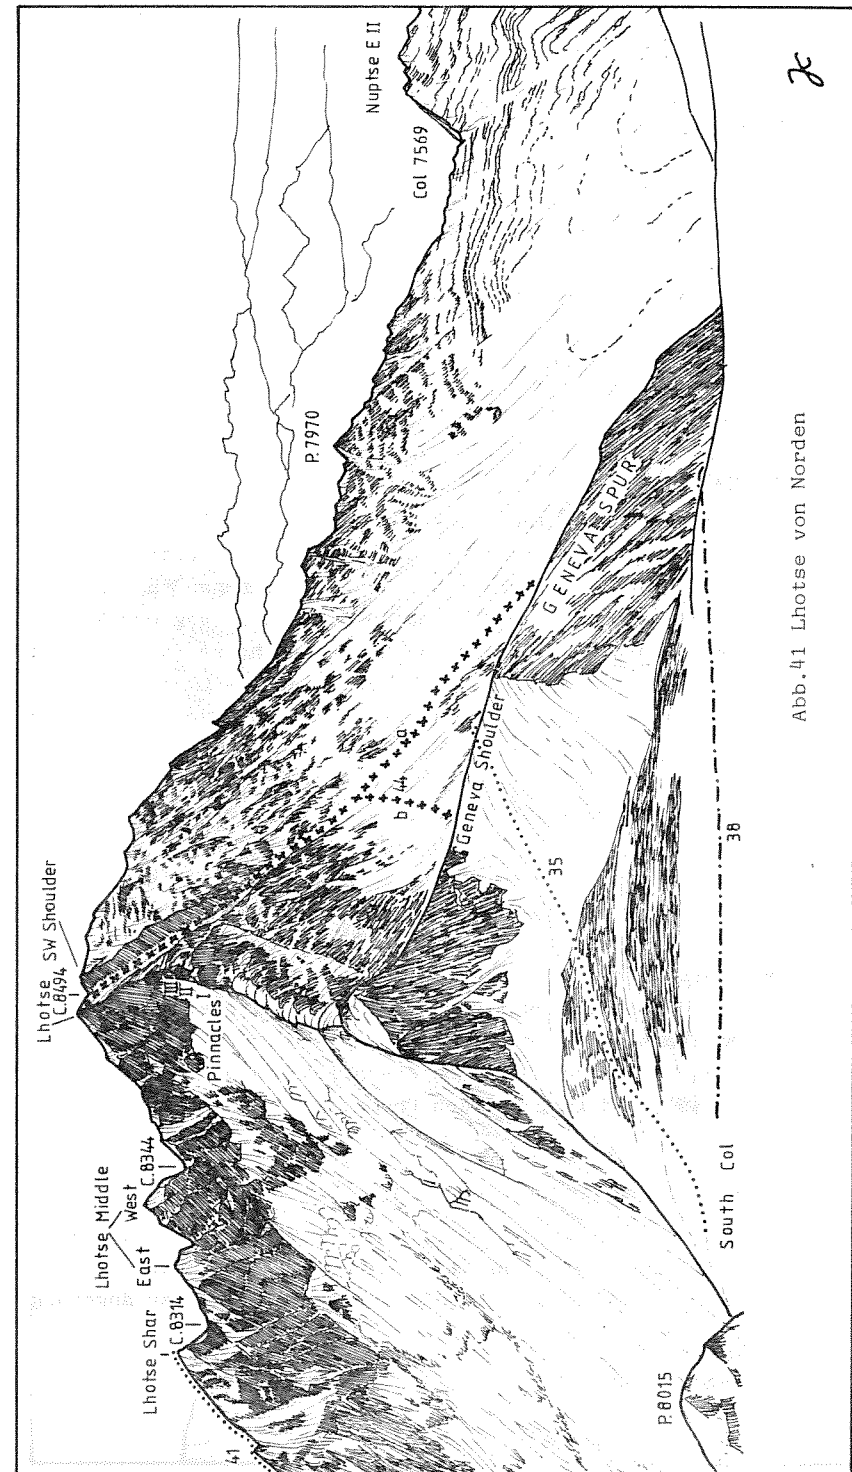 Lhotse Shar
C.8314
41
Lhotse Middle
East
West
C.8344
Lhotse
C.8494
SW Shoulder
Pinnacles
I
II
III
P.7970
Col 7569
Nuptse E II
b
44
a
Geneva Shoulder
GENEVA SPUR
35
38
South Col
P.8015
Abb.41 Lhotse von Norden